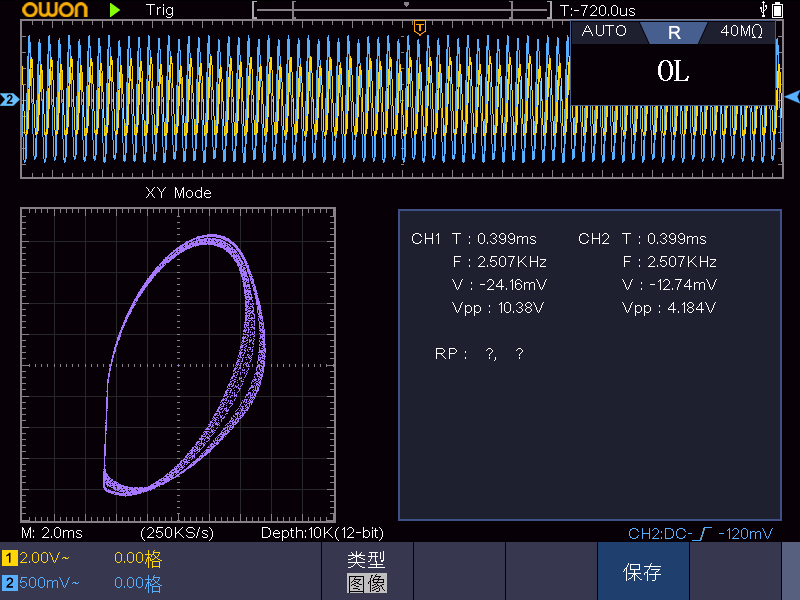 OWON Trig T:-720.0us
T
AUTO R 40MΩ
OL
2
XY Mode
CH1 T : 0.399ms CH2 T : 0.399ms
F : 2.507KHz F : 2.507KHz
V : -24.16mV V : -12.74mV
Vpp : 10.38V Vpp : 4.184V
RP : ?, ?
M: 2.0ms (250KS/s) Depth:10K(12-bit) CH2:DC- -120mV
1 2.00V~ 0.00格 类型
2 500mV~ 0.00格 图像 保存